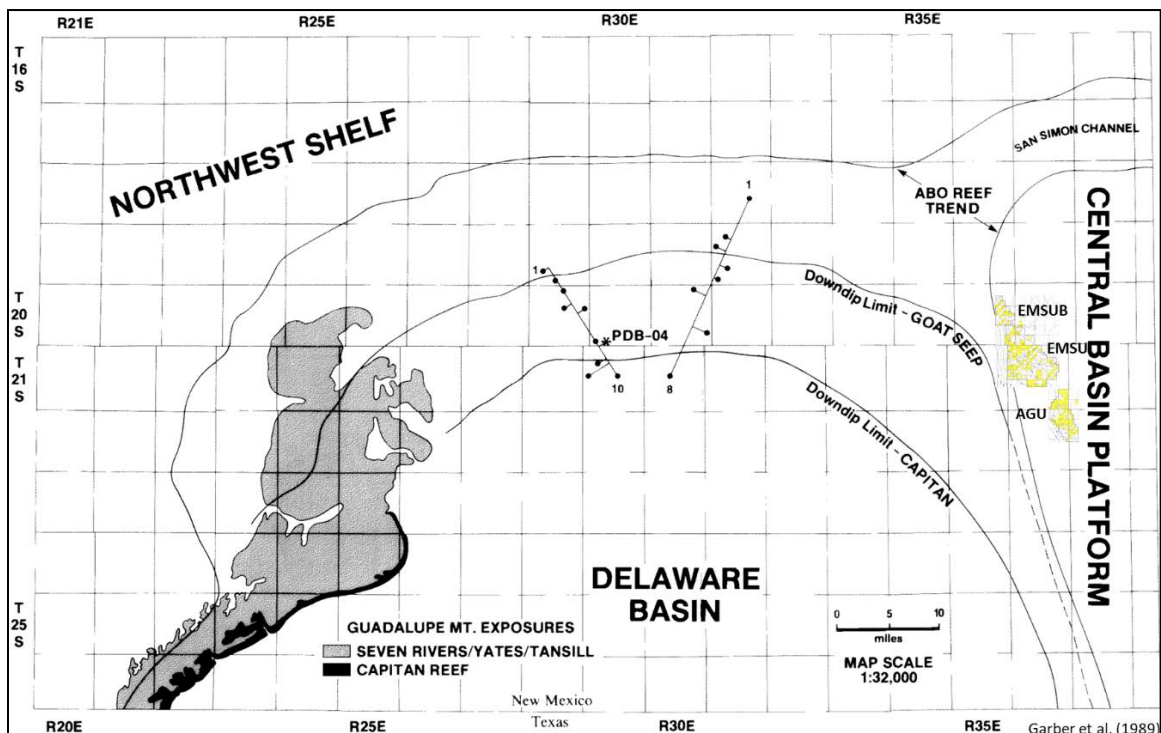 R21E R25E R30E R35E
T
16
S
NORTHWEST SHELF
SAN SIMON CHANNEL
1
ABO REEF
TREND
CENTRAL BASIN PLATFORM
1
T
20
S
Downdip Limit - GOAT SEEP
EMSUB
PDB-04
EMSU
T
21
S
10
8
Downdip Limit - CAPITAN
AGU
DELAWARE
BASIN
T
25
S
0 5 10
miles
GUADALUPE MT. EXPOSURES
SEVEN RIVERS/YATES/TANSILL
CAPITAN REEF
MAP SCALE
1:32,000
New Mexico
Texas
R20E R25E R30E R35E
Garber et al. (1989)